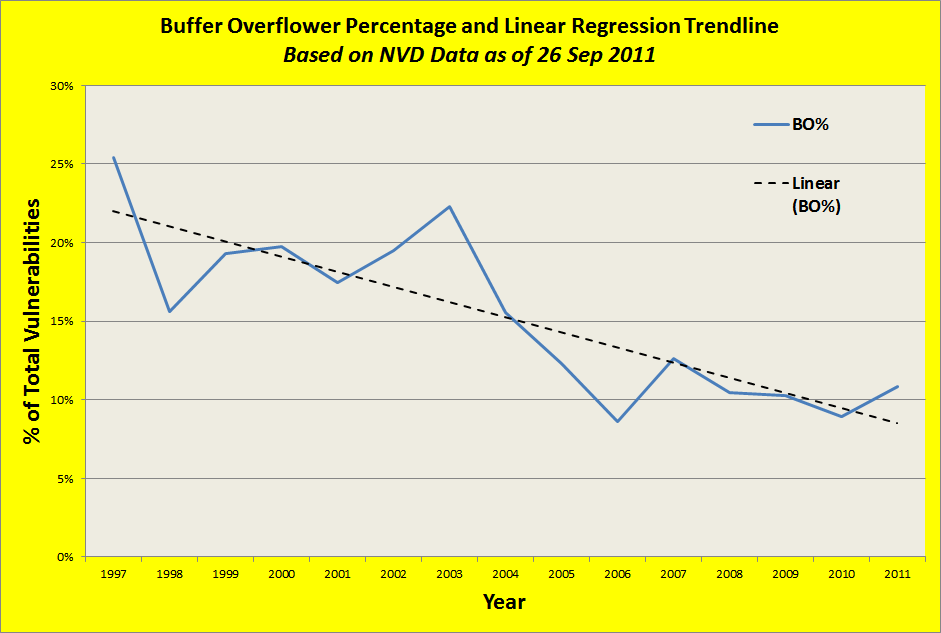 Buffer Overflower Percentage and Linear Regression Trendline
Based on NVD Data as of 26 Sep 2011
30%
25%
20%
15%
10%
5%
0%
% of Total Vulnerabilities
BO%
Linear
(BO%)
1997 1998 1999 2000 2001 2002 2003 2004 2005 2006 2007 2008 2009 2010 2011
Year